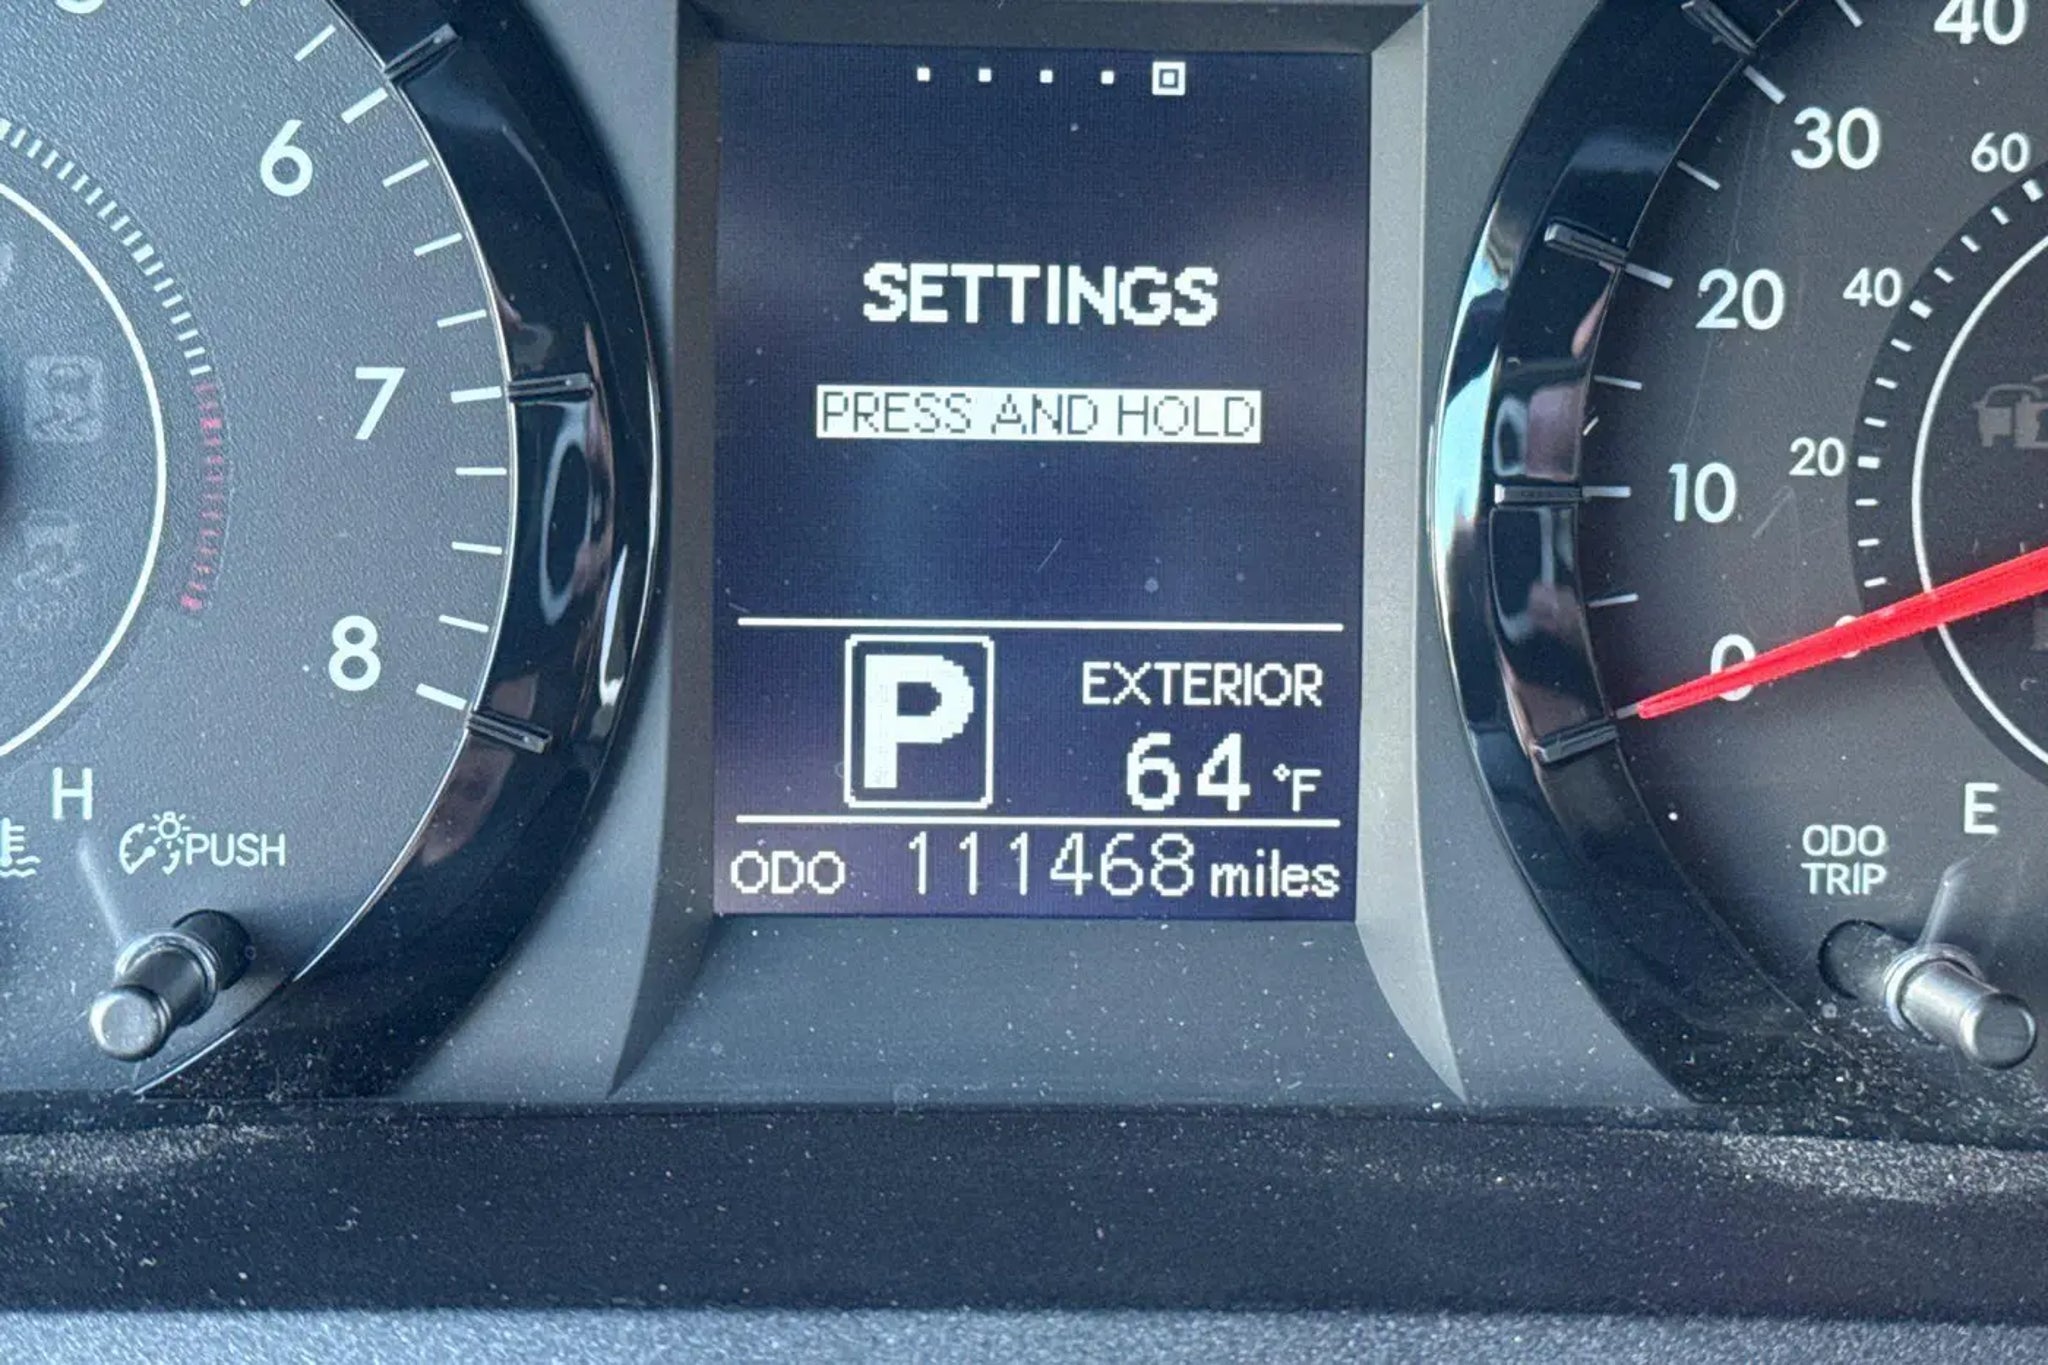 SETTINGS
PRESS AND HOLD
P
EXTERIOR
64 °F
ODO 111468 miles
6
7
8
H
PUSH
40
30
20
10
0
60
40
20
E
ODO
TRIP